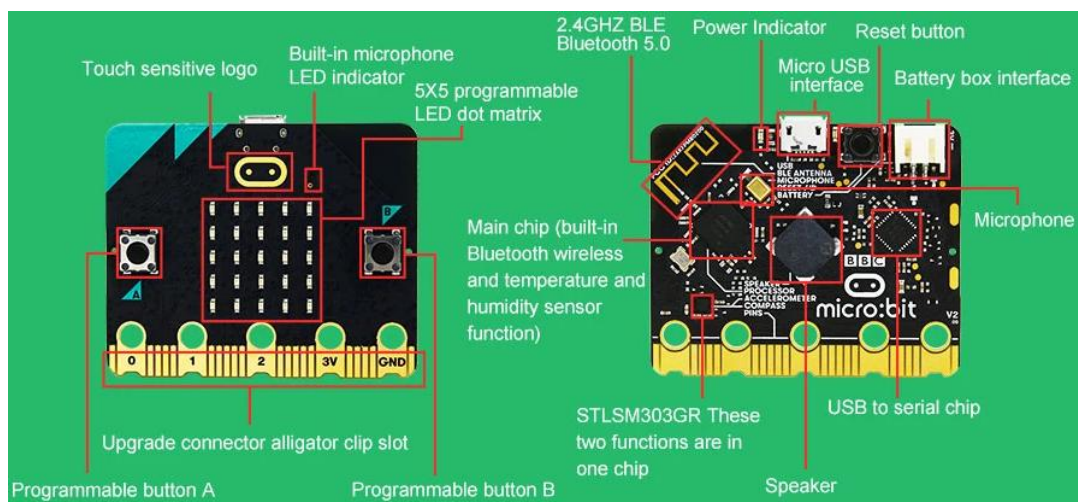 Touch sensitive logo
Built-in microphone
LED indicator
5X5 programmable
LED dot matrix
B
A
0 1 2 3V GND
Upgrade connector alligator clip slot
Programmable button A
Programmable button B
2.4GHZ BLE
Bluetooth 5.0
Power Indicator
Micro USB
interface
Reset button
Battery box interface
USB
BLE ANTENNA
MICROPHONE
BATTERY
Microphone
Main chip (built-in
Bluetooth wireless
and temperature and
humidity sensor
function)
BBC
micro:bit
SPEAKER
PROCESSOR
ACCELEROMETER
COMPASS
PINS
V2
STLSM303GR These
two functions are in
one chip
USB to serial chip
Speaker